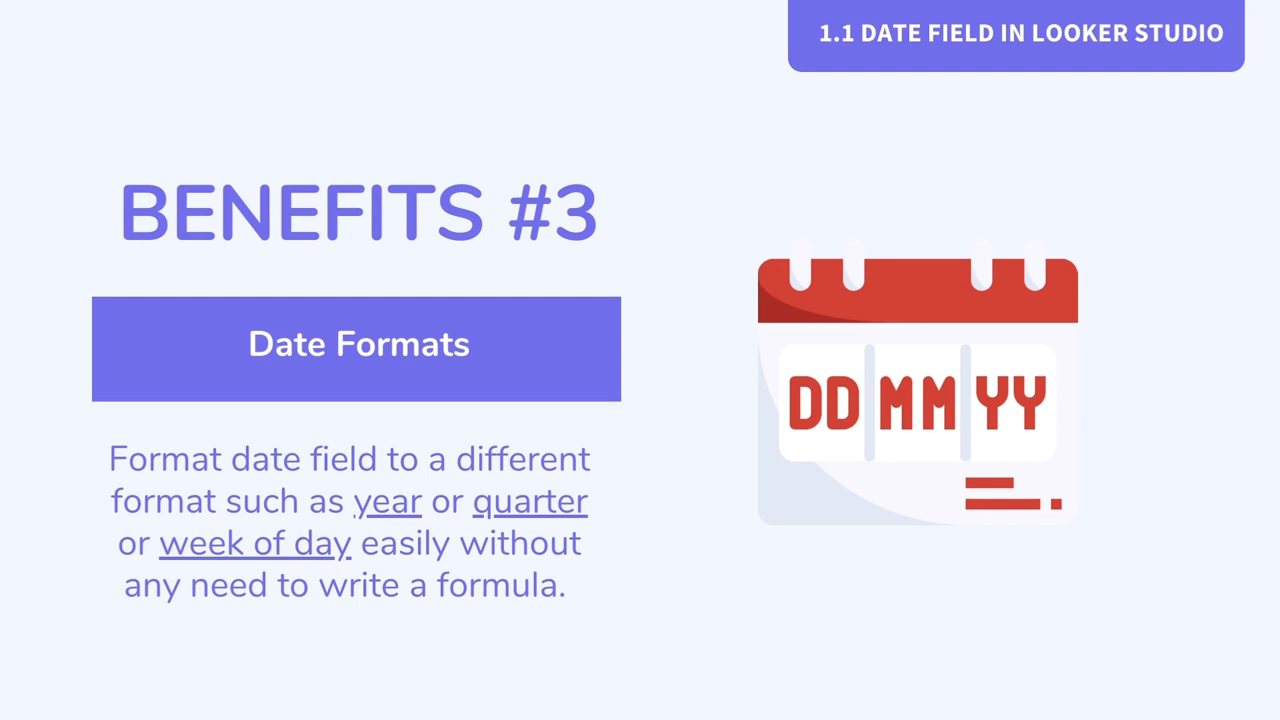 1.1 DATE FIELD IN LOOKER STUDIO
BENEFITS #3
Date Formats
Format date field to a different
format such as year or quarter
or week of day easily without
any need to write a formula.
DD MM YY